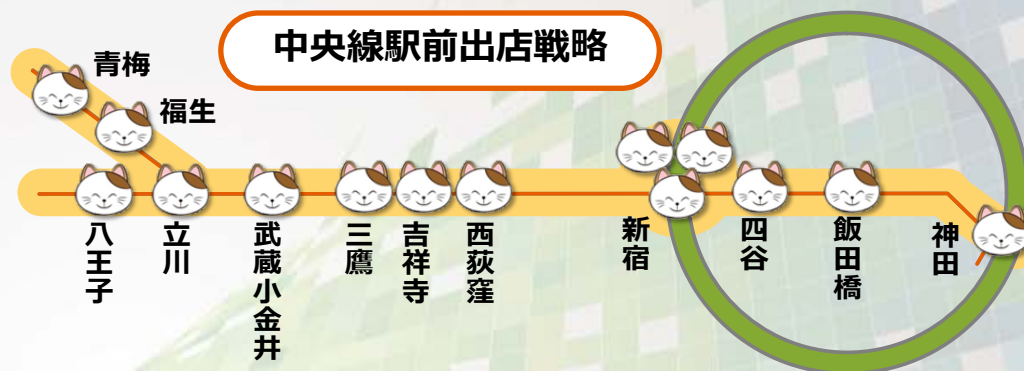 中央線駅前出店戦略
青梅
福生
八王子
立川
武蔵小金井
三鷹
吉祥寺
西荻窪
新宿
四谷
飯田橋
神田